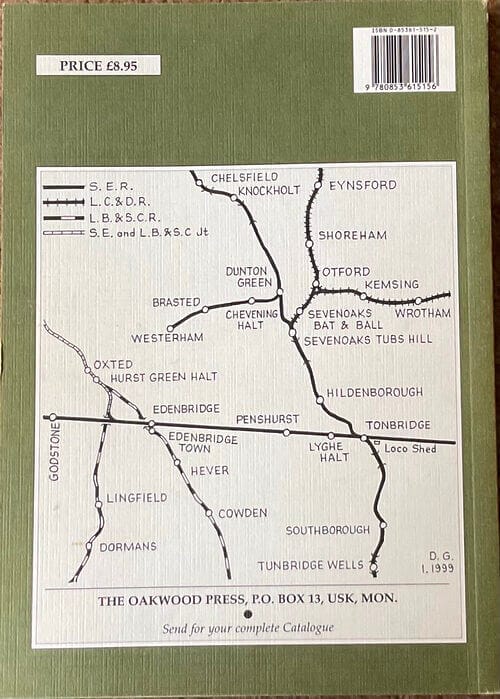 ISBN 0-85361-515-2
PRICE £8.95
9 780853 615156
CHELSFIELD
KNOCKHOLT
EYNSFORD
S. E. R.
L. C. & D. R.
L. B. & S. C. R.
S. E. and L. B. & S. C Jt
SHOREHAM
DUNTON
GREEN
OTFORD
KEMSING
BRASTED
CHEVENING
HALT
SEVENOAKS
BAT & BALL
WROTHAM
WESTERHAM
SEVENOAKS TUBS HILL
OXTED
HURST GREEN HALT
HILDENBOROUGH
EDENBRIDGE
PENSHURST
TONBRIDGE
GODSTONE
EDENBRIDGE
TOWN
LYGHE
HALT
Loco Shed
HEVER
LINGFIELD
COWDEN
SOUTHBOROUGH
DORMANS
TUNBRIDGE WELLS
D. G.
1. 1999
THE OAKWOOD PRESS, P.O. BOX 13, USK, MON.
Send for your complete Catalogue